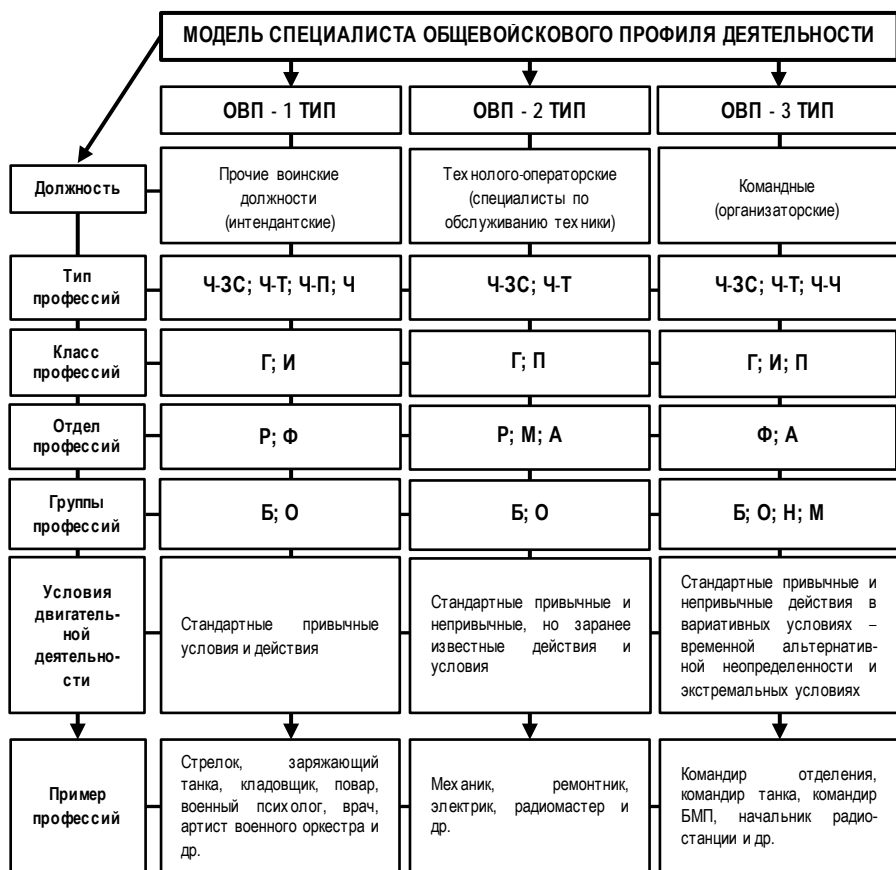 МОДЕЛЬ СПЕЦИАЛИСТА ОБЩЕВОЙСКОВОГО ПРОФИЛЯ ДЕЯТЕЛЬНОСТИ
ОВП - 1 ТИП
ОВП - 2 ТИП
ОВП - 3 ТИП
Должность
Прочие воинские
должности
(интендантские)
Технолого-операторские
(специалисты по
обслуживанию техники)
Командные
(организаторские)
Тип
профессий
Ч-ЗС; Ч-Т; Ч-П; Ч
Ч-ЗС; Ч-Т
Ч-ЗС; Ч-Т; Ч-Ч
Класс
профессий
Г; И
Г; П
Г; И; П
Отдел
профессий
Р; Ф
Р; М; А
Ф; А
Группы
профессий
Б; О
Б; О
Б; О; Н; М
Условия
двигатель-
ной
деятельно-
сти
Стандартные привычные
условия и действия
Стандартные привычные и
непривычные, но заранее
известные действия и
условия
Стандартные привычные и
непривычные действия в
вариативных условиях –
временной альтернатив-
ной неопределенности и
экстремальных условиях
Пример
профессий
Стрелок, заряжающий
танка, кладовщик, повар,
военный психолог, врач,
артист военного оркестра и
др.
Механик, ремонтник,
электрик, радиомастер и
др.
Командир отделения,
командир танка, командир
БМП, начальник радио-
станции и др.